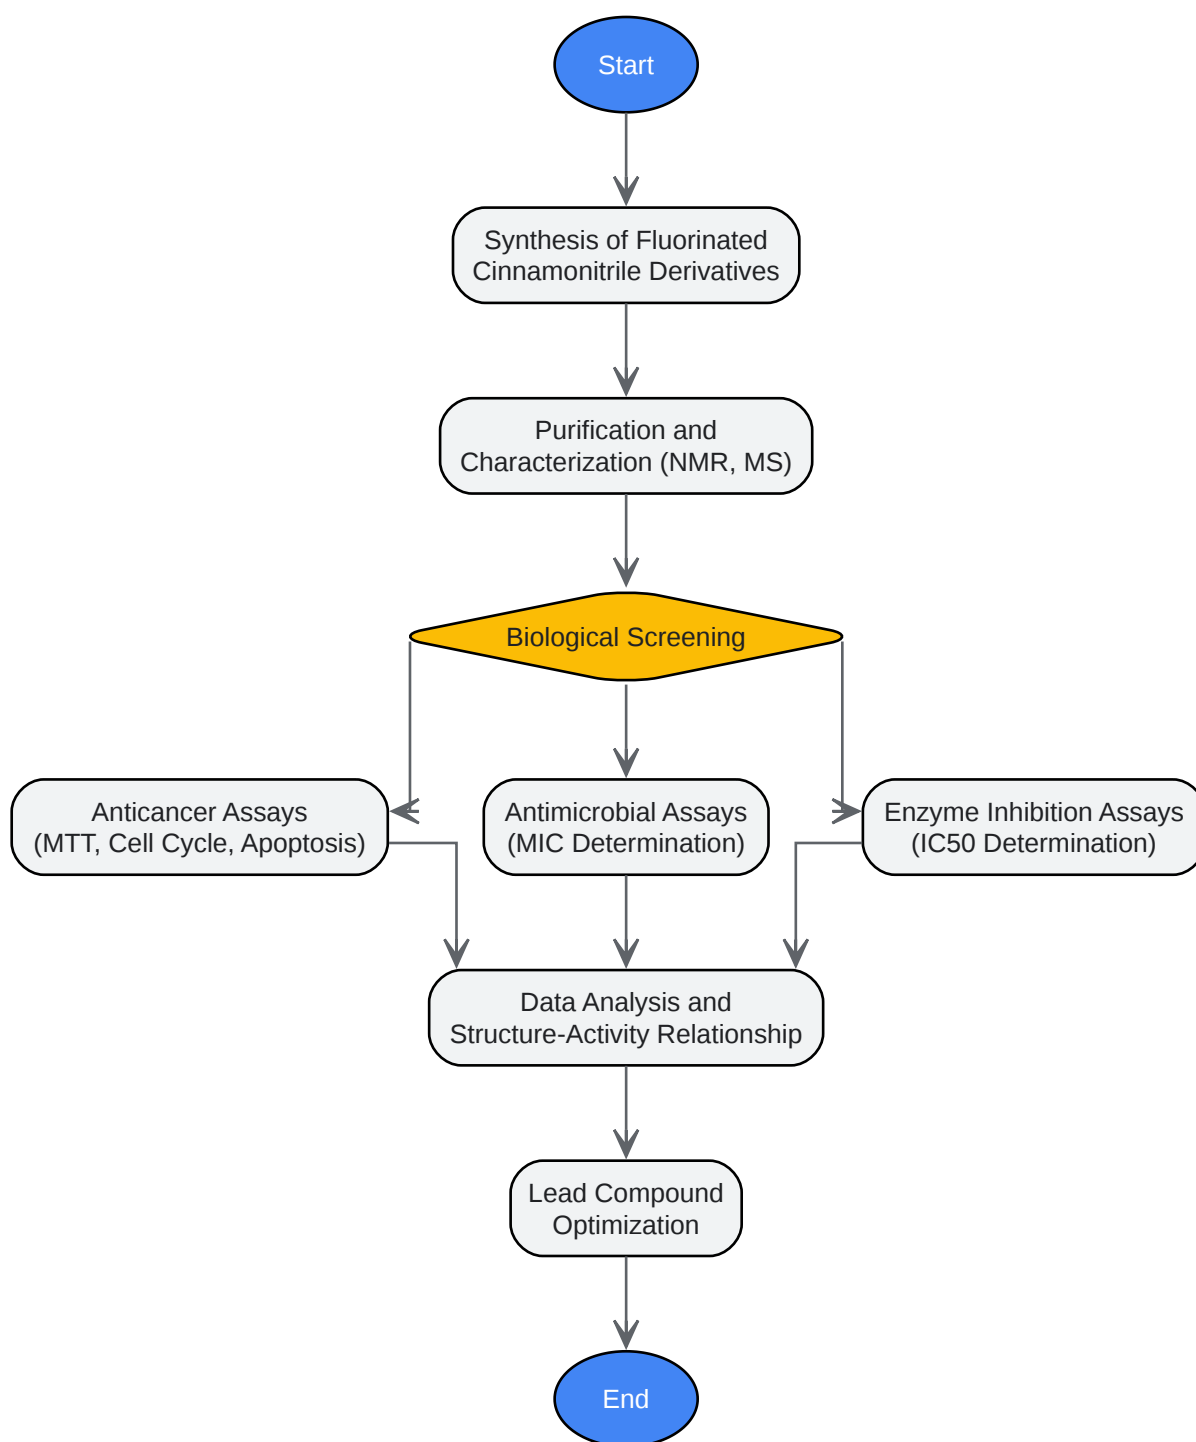 Start
Synthesis of Fluorinated
Cinnamonitrile Derivatives
Purification and
Characterization (NMR, MS)
Biological Screening
Anticancer Assays
(MTT, Cell Cycle, Apoptosis)
Antimicrobial Assays
(MIC Determination)
Enzyme Inhibition Assays
(IC50 Determination)
Data Analysis and
Structure-Activity Relationship
Lead Compound
Optimization
End